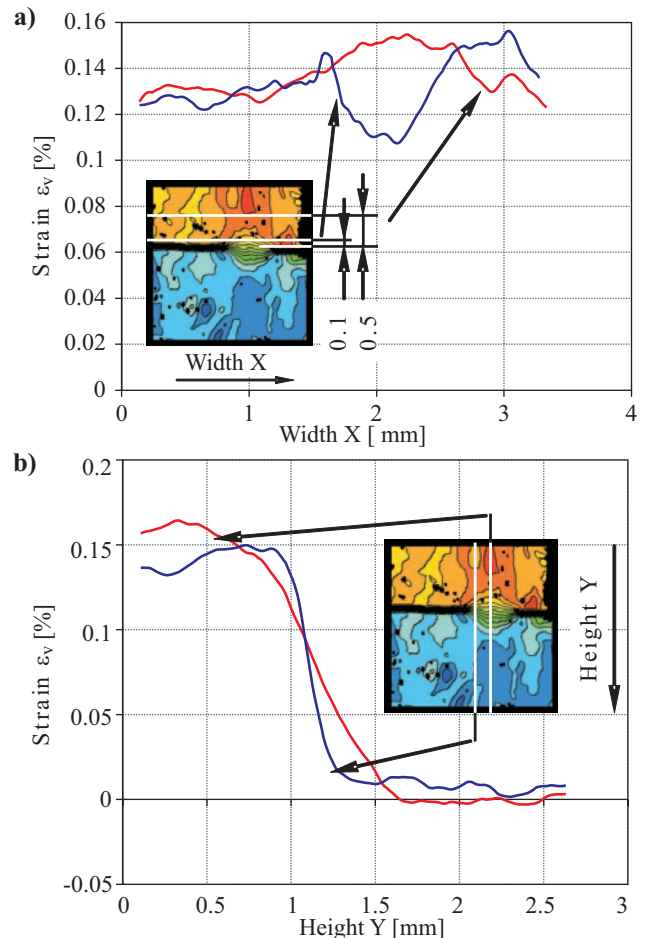 a)
0.16
0.14
0.12
0.1
0.08
0.06
0.04
0.02
0
Strain εv [%]
0.1
0.5
Width X
0 1 2 3 4
Width X [ mm]
b)
0.2
0.15
0.1
0.05
0
-0.05
Strain εv [%]
Height Y
0 0.5 1 1.5 2 2.5 3
Height Y [mm]